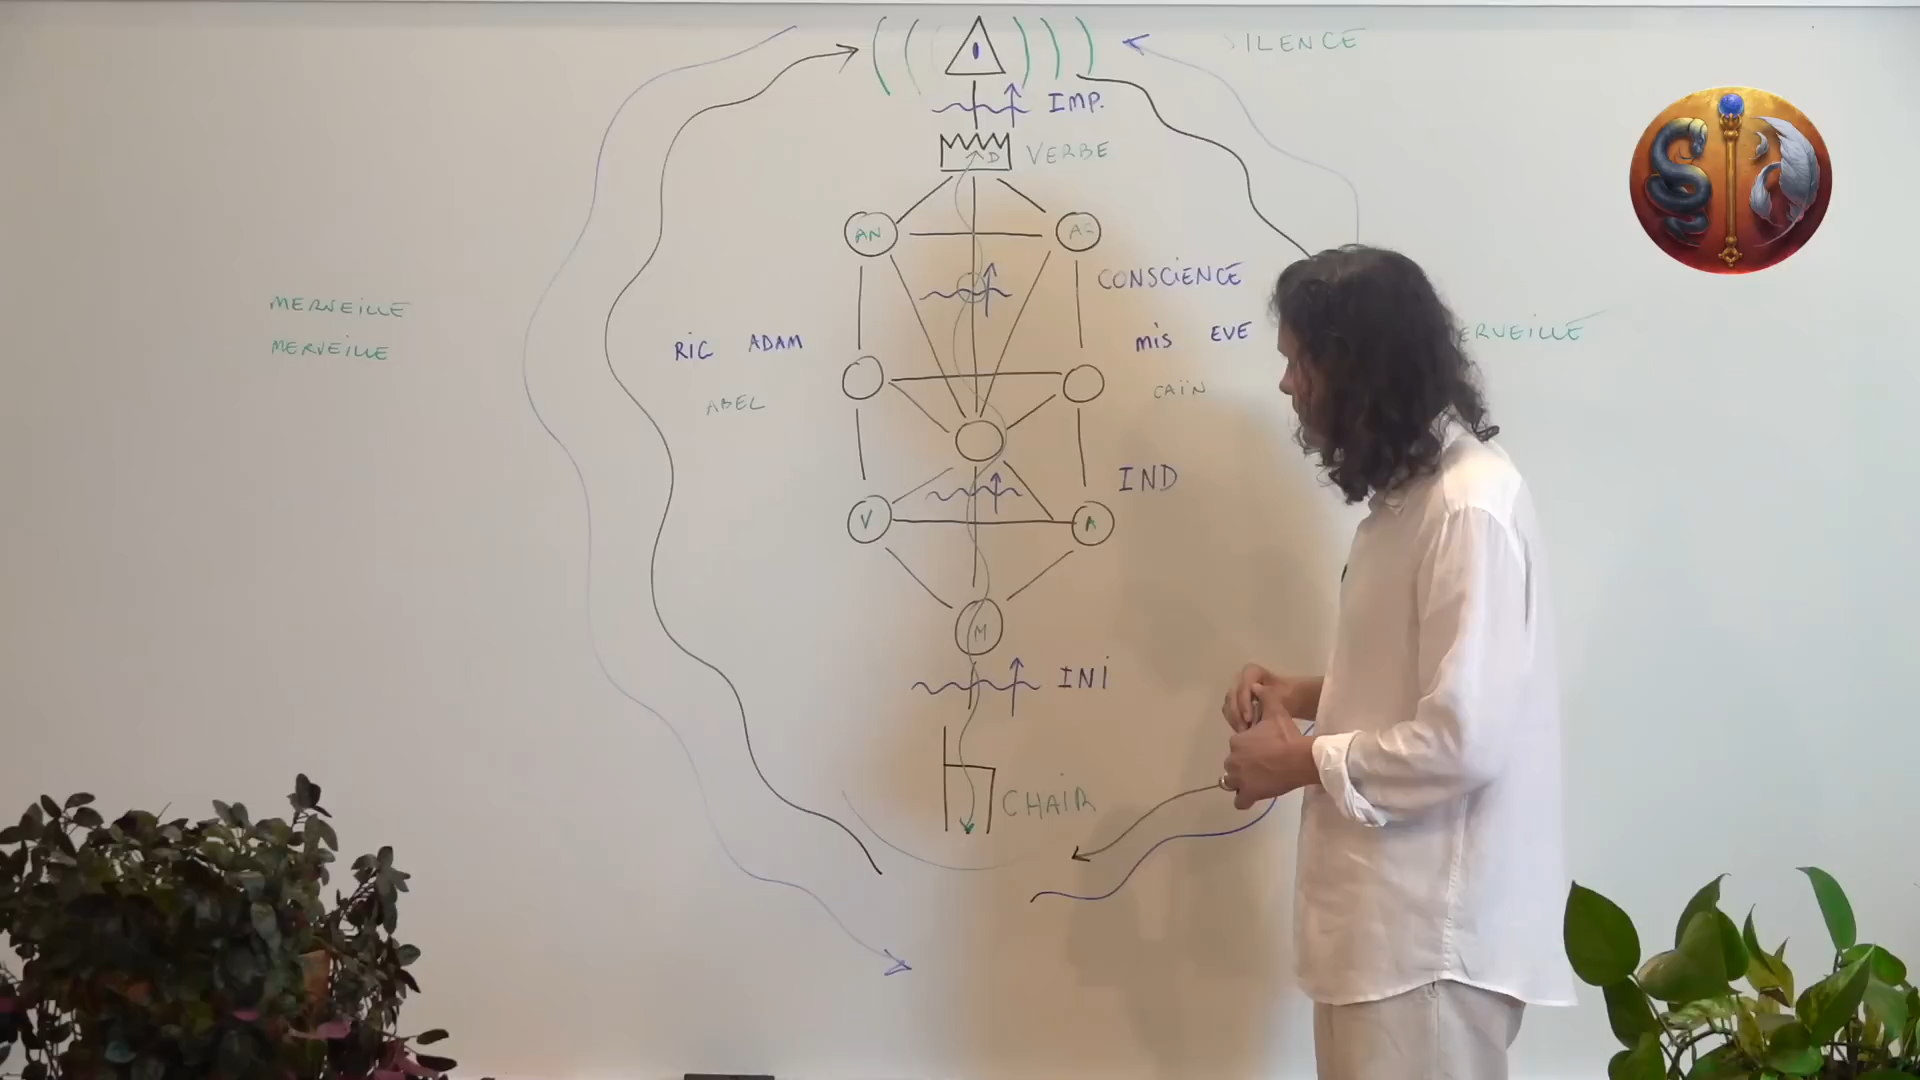 SILENCE
IMP.
D
VERBE
AN
CONSCIENCE
MERVEILLE
MERVEILLE
RIC ADAM
mis EVE
ERVEILLE
ABEL
CAÏN
IND
V
A
M
INI
CHAIR